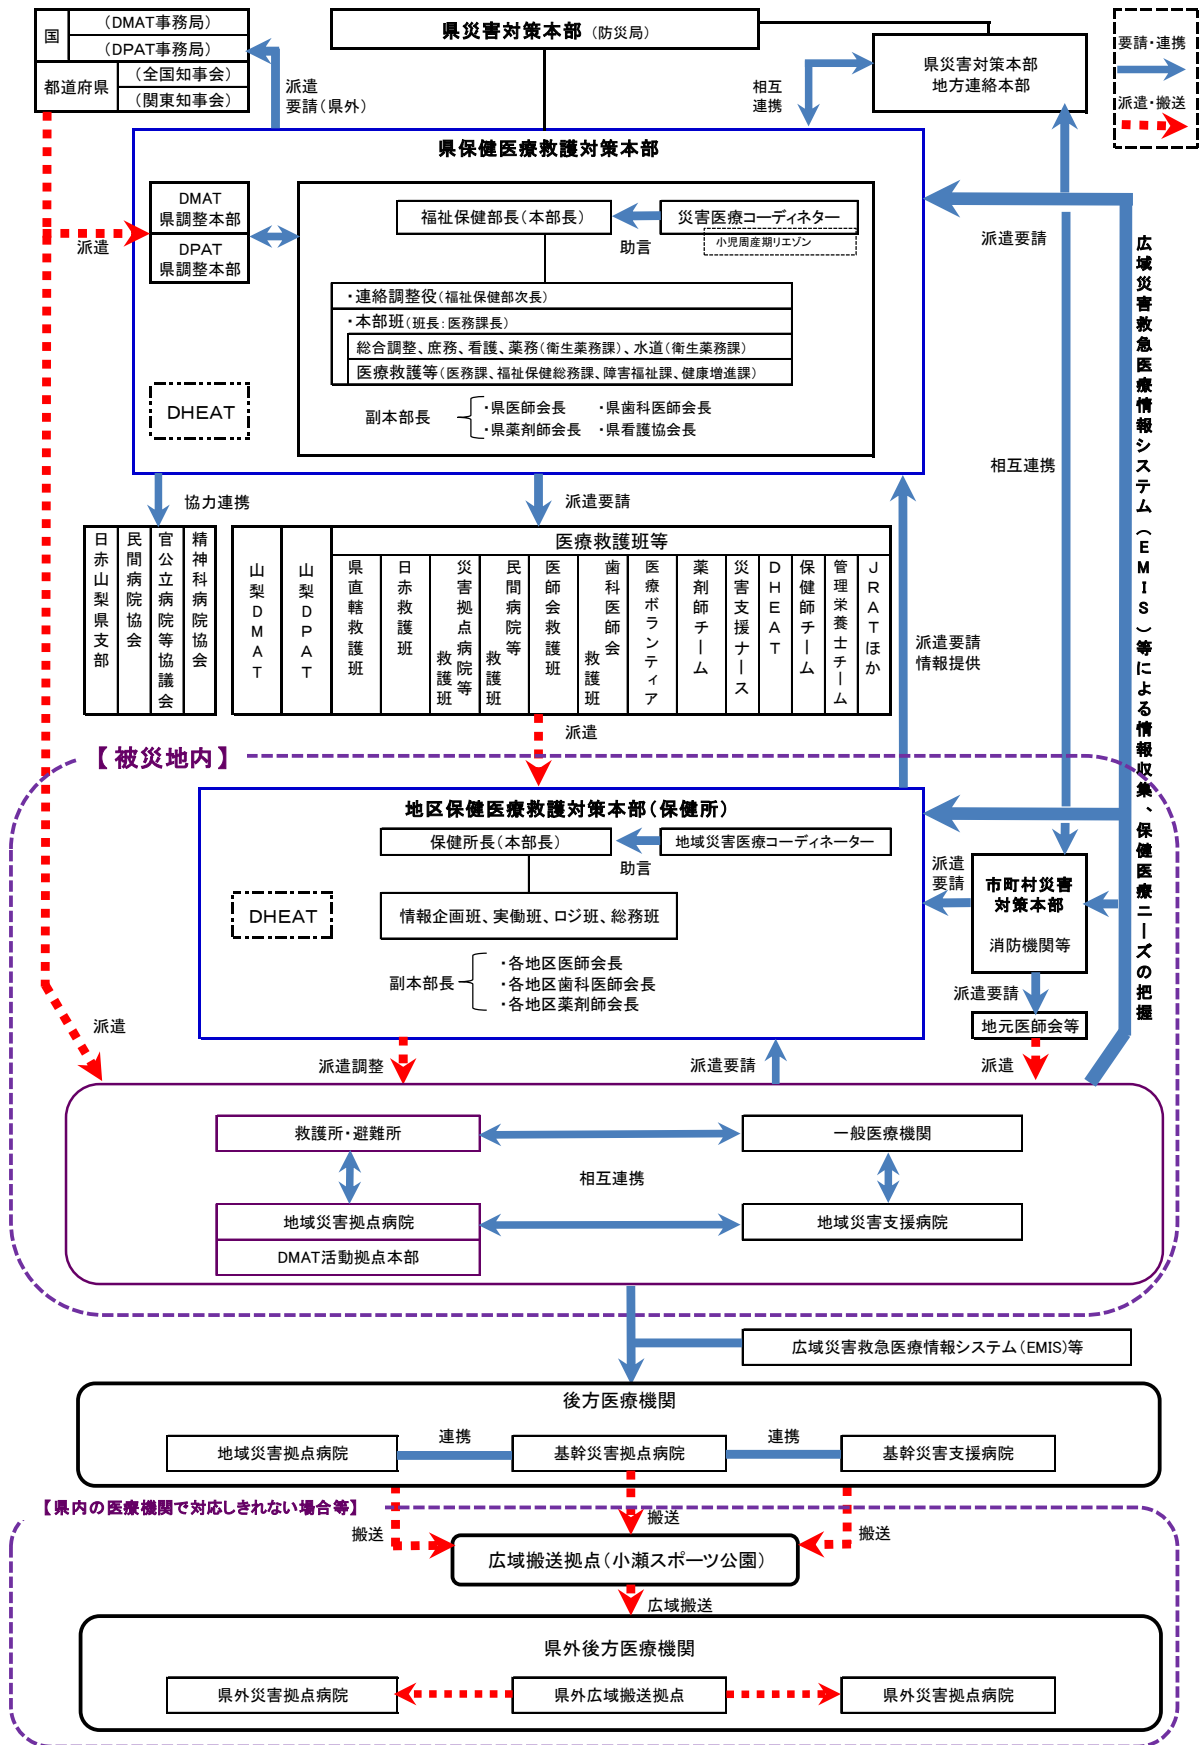 国
（DMAT事務局）
（DPAT事務局）
都道府県
（全国知事会）
（関東知事会）
県災害対策本部（防災局）
県災害対策本部
地方連絡本部
要請・連携
派遣・搬送
派遣
要請（県外）
相互
連携
県保健医療救護対策本部
DMAT
県調整本部
DPAT
県調整本部
派遣
福祉保健部長（本部長）
災害医療コーディネター
小児周産期リエゾン
助言
・連絡調整役（福祉保健部次長）
・本部班（班長：医務課長）
総合調整、庶務、看護、薬務（衛生薬務課）、水道（衛生薬務課）
医療救護等（医務課、福祉保健総務課、障害福祉課、健康増進課）
副本部長
・県医師会長
・県歯科医師会長
・県薬剤師会長
・県看護協会長
DHEAT
派遣要請
相互連携
広域災害救急医療情報システム（EMIS）等による情報収集、保健医療ニーズの把握
協力連携
派遣要請
日赤山梨県支部
民間病院協会
官公立病院等協議会
精神科病院協会
山梨DMAT
山梨DPAT
医療救護班等
県直轄救護班
日赤救護班
災害拠点病院等
救護班
民間病院等
救護班
医師会救護班
歯科医師会
救護班
医療ボランティア
薬剤師チーム
災害支援ナース
DHEAT
保健師チーム
管理栄養士チーム
JRATほか
派遣要請
情報提供
派遣
【被災地内】
地区保健医療救護対策本部（保健所）
保健所長（本部長）
地域災害医療コーディネーター
助言
DHEAT
情報企画班、実働班、ロジ班、総務班
副本部長
・各地区医師会長
・各地区歯科医師会長
・各地区薬剤師会長
派遣
要請
市町村災害
対策本部
消防機関等
派遣要請
地元医師会等
派遣
派遣
派遣調整
派遣要請
救護所・避難所
一般医療機関
相互連携
地域災害拠点病院
DMAT活動拠点本部
地域災害支援病院
広域災害救急医療情報システム（EMIS）等
後方医療機関
地域災害拠点病院
連携
基幹災害拠点病院
連携
基幹災害支援病院
【県内の医療機関で対応しきれない場合等】
搬送
搬送
搬送
広域搬送拠点（小瀬スポーツ公園）
広域搬送
県外後方医療機関
県外災害拠点病院
県外広域搬送拠点
県外災害拠点病院